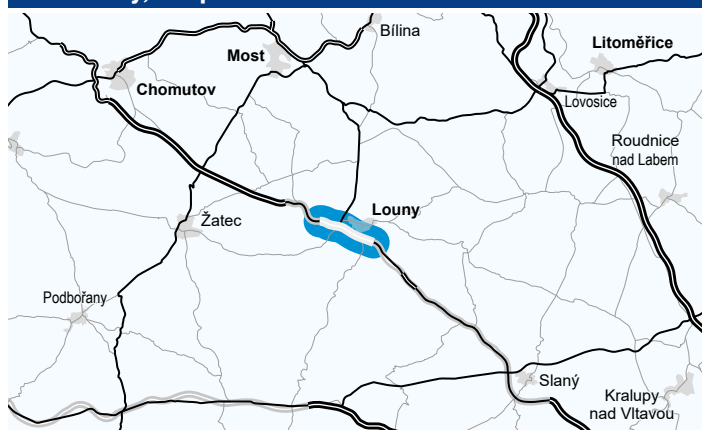 Bílina
Most
Litoměřice
Chomutov
Lovosice
Roudnice
nad Labem
Louny
Žatec
Podbořany
Slaný
Kralupy
nad Vltavou